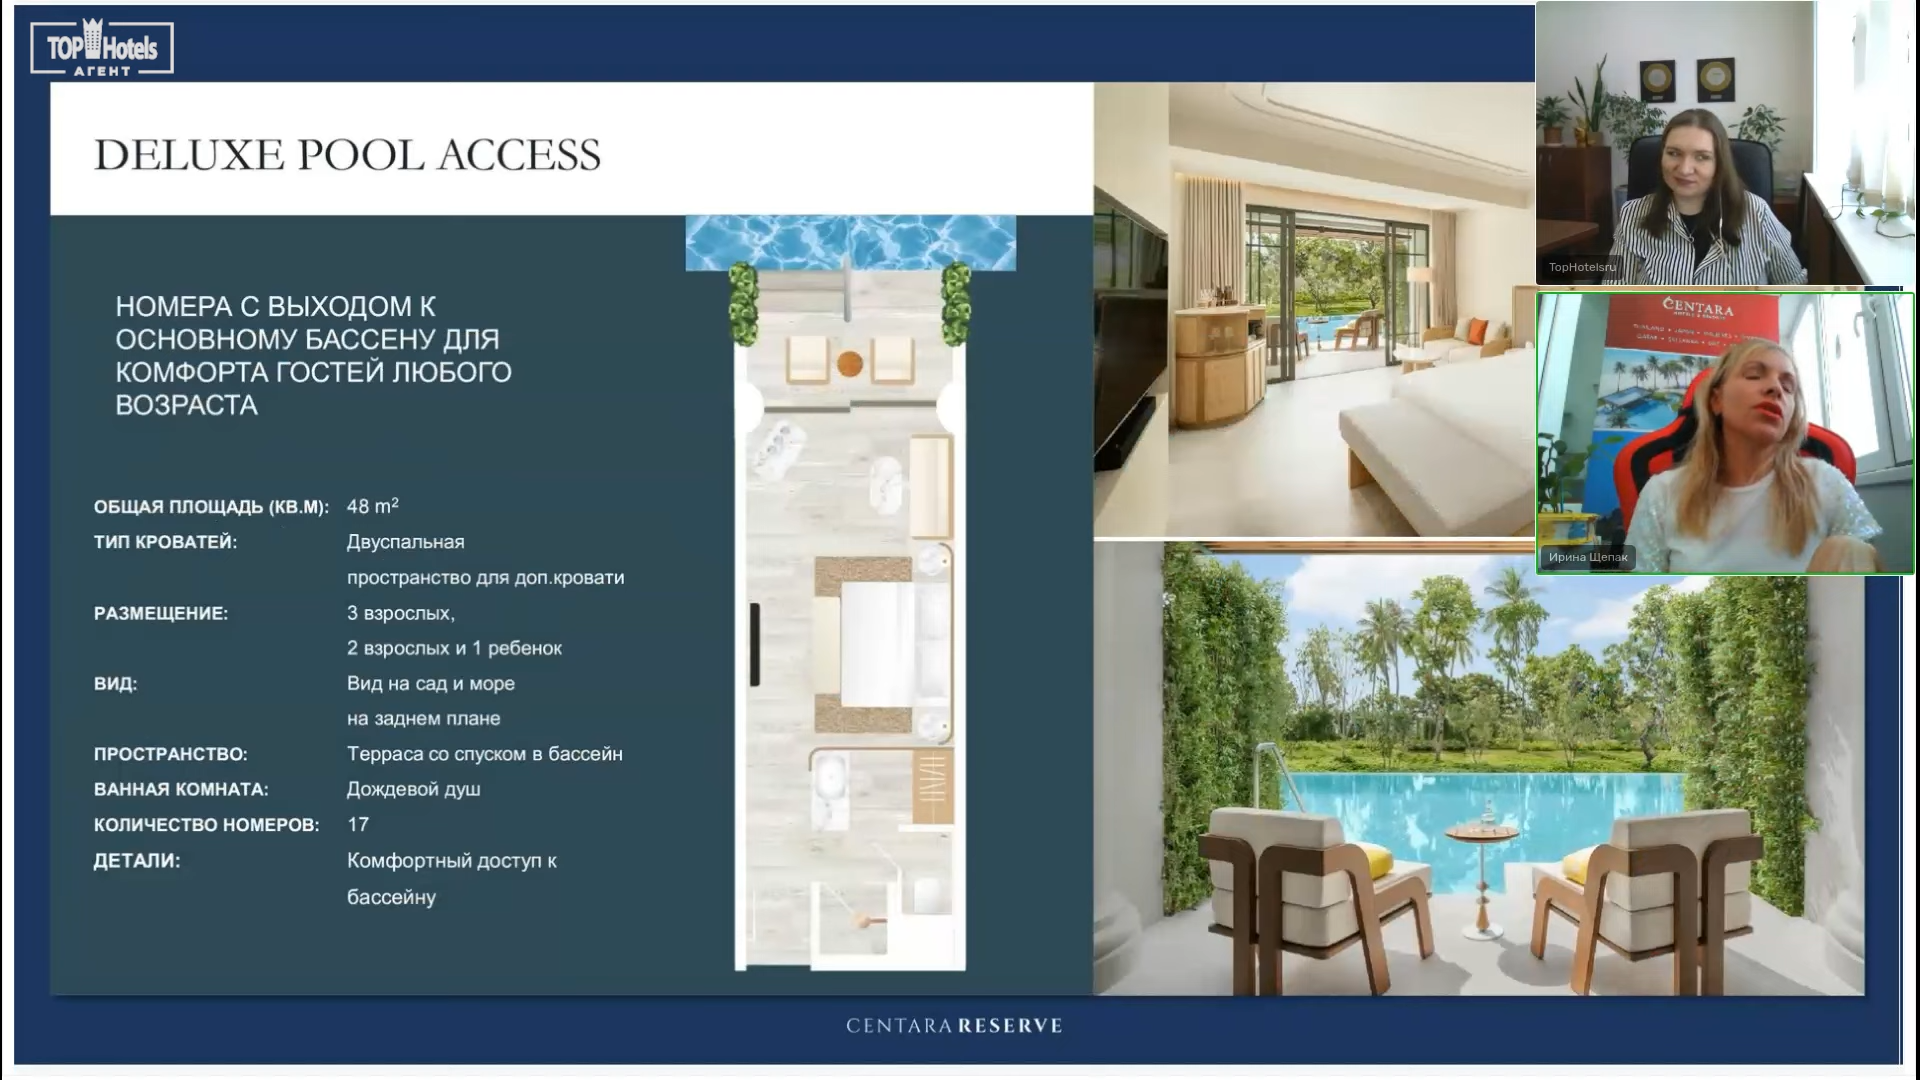 TOP Hotels
АГЕНТ
DELUXE POOL ACCESS
НОМЕРА С ВЫХОДОМ К
ОСНОВНОМУ БАССЕНУ ДЛЯ
КОМФОРТА ГОСТЕЙ ЛЮБОГО
ВОЗРАСТА
ОБЩАЯ ПЛОЩАДЬ (КВ.М): 48 m²
ТИП КРОВАТЕЙ: Двуспальная
пространство для доп.кровати
РАЗМЕЩЕНИЕ: 3 взрослых,
2 взрослых и 1 ребенок
ВИД: Вид на сад и море
на заднем плане
ПРОСТРАНСТВО: Терраса со спуском в бассейн
ВАННАЯ КОМНАТА: Дождевой душ
КОЛИЧЕСТВО НОМЕРОВ: 17
ДЕТАЛИ: Комфортный доступ к
бассейну
CENTARA RESERVE
TopHotelsru
CENTARA
Ирина Щепак